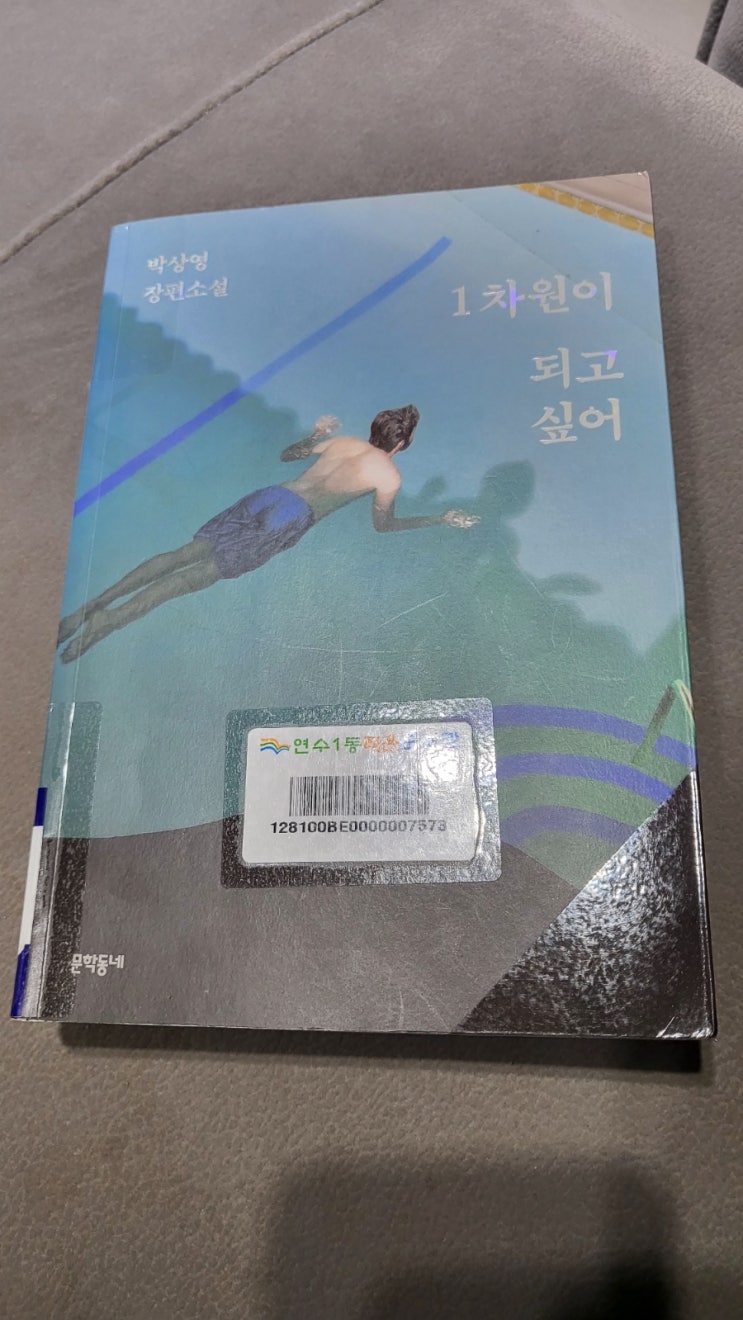 박상영
장편소설
1차원이
되고
싶어
연수1동
128100BE0000007573
문학동네